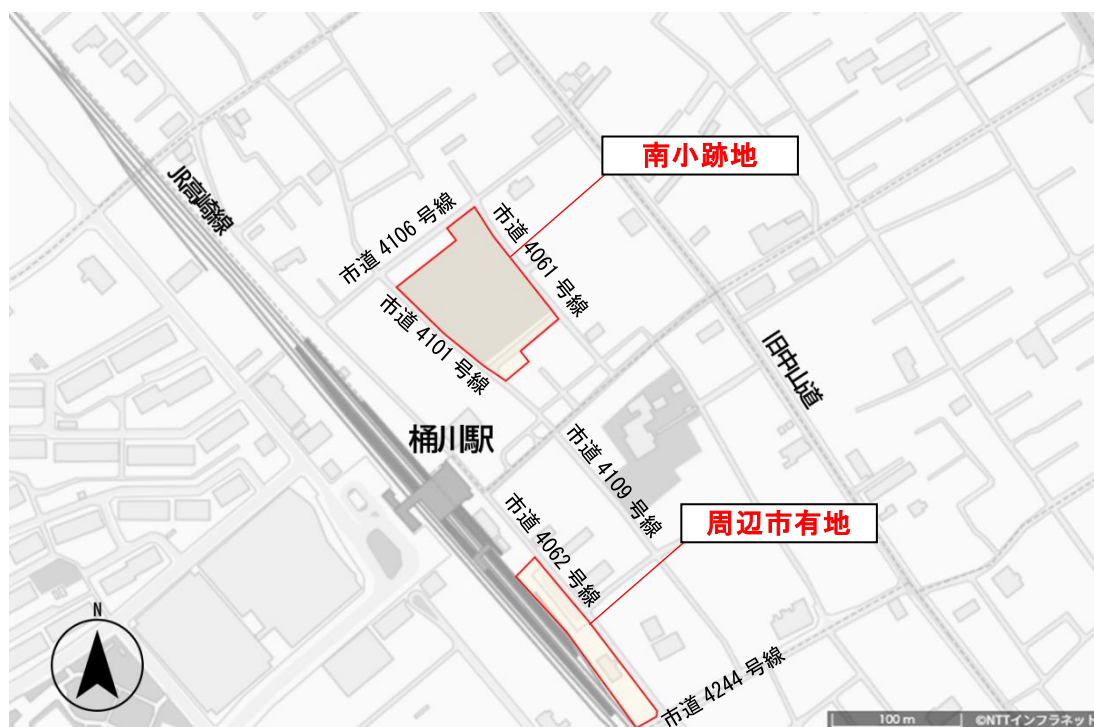 南小跡地
JR高崎線
市道 4106 号線
市道 4061 号線
市道 4101 号線
旧中山道
桶川駅
市道 4109 号線
周辺市有地
市道 4062 号線
N
市道 4244 号線
100 m
©NTTインフラネット